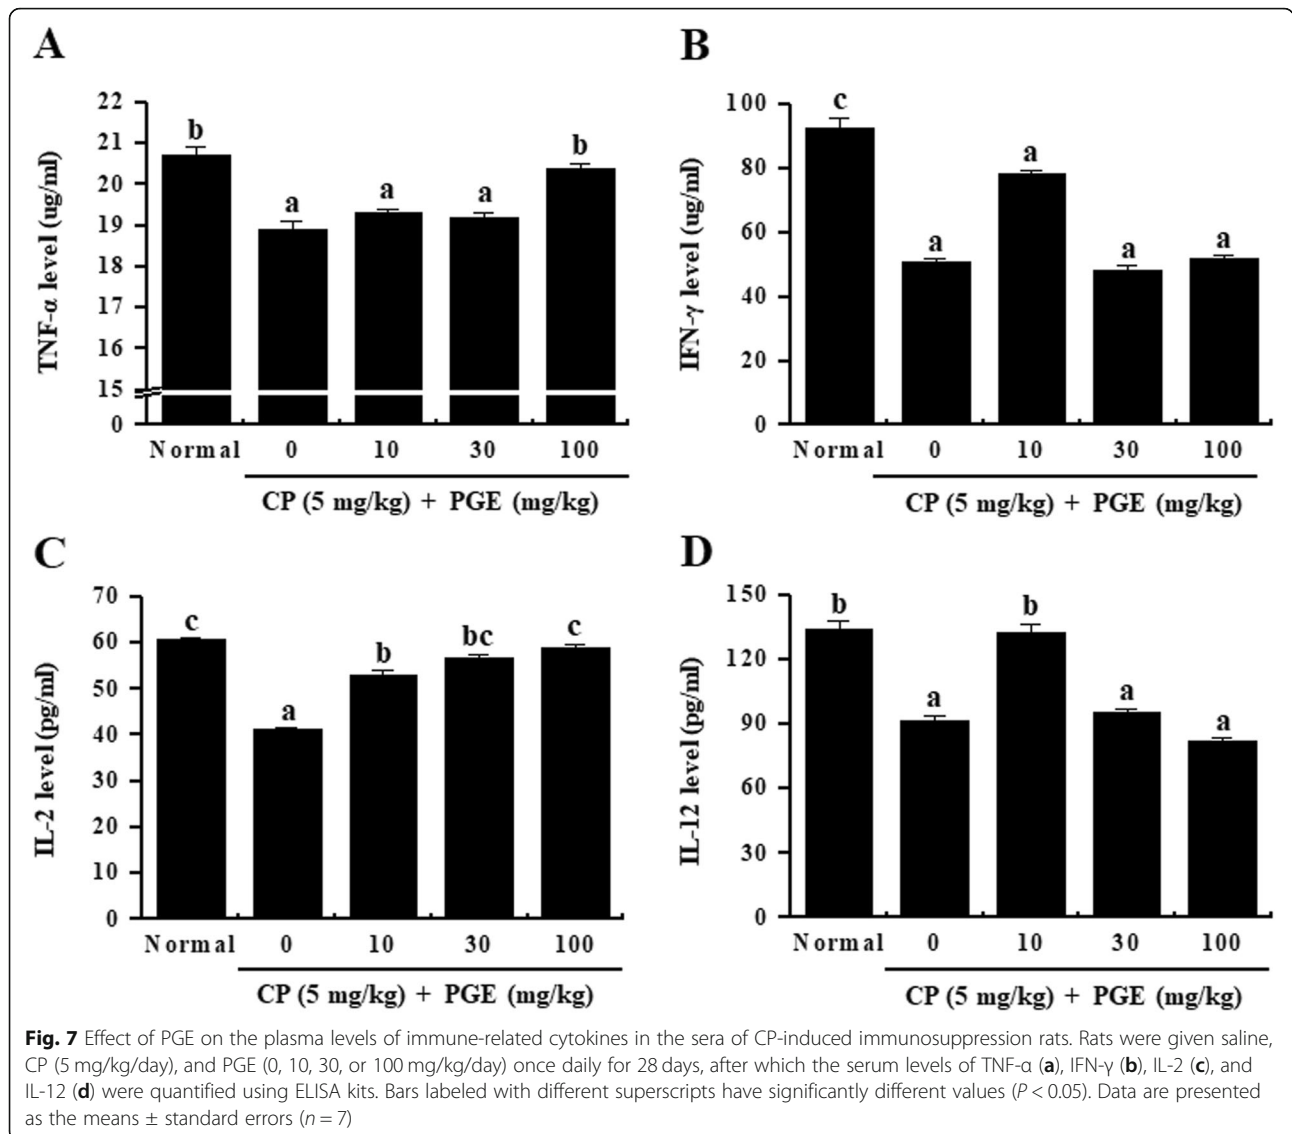 A
TNF-α level (ug/ml)
22
21
20
19
18
17
16
15
0
b
a
a
a
b
Normal 0 10 30 100
CP (5 mg/kg) + PGE (mg/kg)
B
IFN-γ level (ug/ml)
100
80
60
40
20
0
c
a
a
a
a
Normal 0 10 30 100
CP (5 mg/kg) + PGE (mg/kg)
C
IL-2 level (pg/ml)
70
60
50
40
30
20
10
0
c
a
b
bc
c
Normal 0 10 30 100
CP (5 mg/kg) + PGE (mg/kg)
D
IL-12 level (pg/ml)
150
120
90
60
30
0
b
a
b
a
a
Normal 0 10 30 100
CP (5 mg/kg) + PGE (mg/kg)
Fig. 7 Effect of PGE on the plasma levels of immune-related cytokines in the sera of CP-induced immunosuppression rats. Rats were given saline,
CP (5 mg/kg/day), and PGE (0, 10, 30, or 100 mg/kg/day) once daily for 28 days, after which the serum levels of TNF-α (a), IFN-γ (b), IL-2 (c), and
IL-12 (d) were quantified using ELISA kits. Bars labeled with different superscripts have significantly different values (P < 0.05). Data are presented
as the means ± standard errors (n = 7)